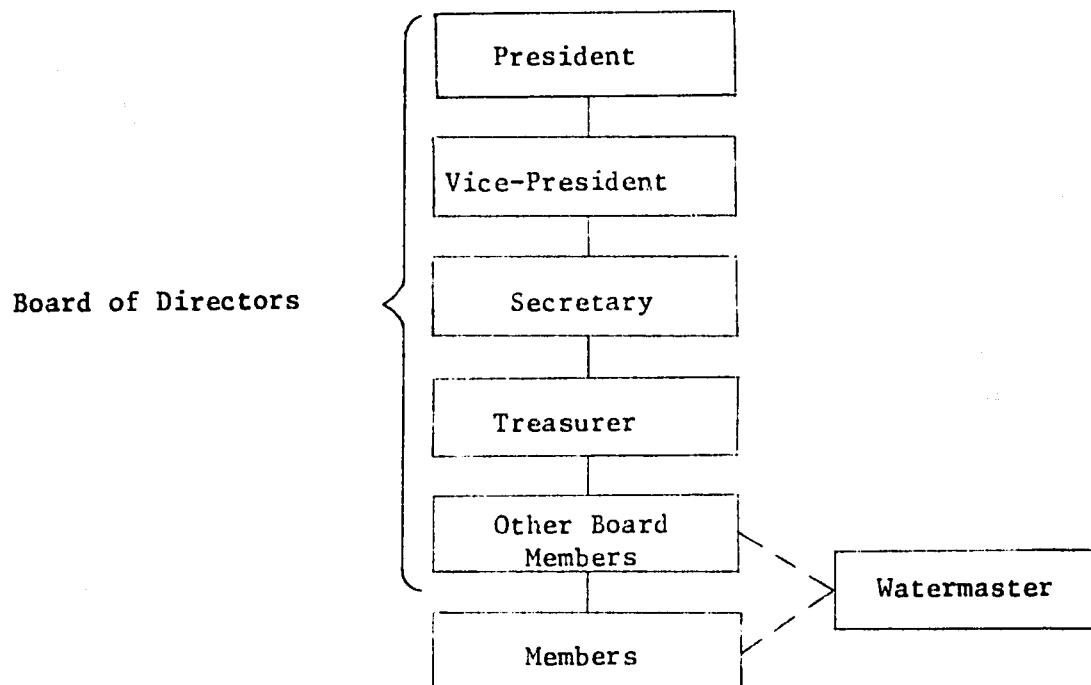 President
Vice-President
Board of Directors
Secretary
Treasurer
Other Board
Members
Watermaster
Members